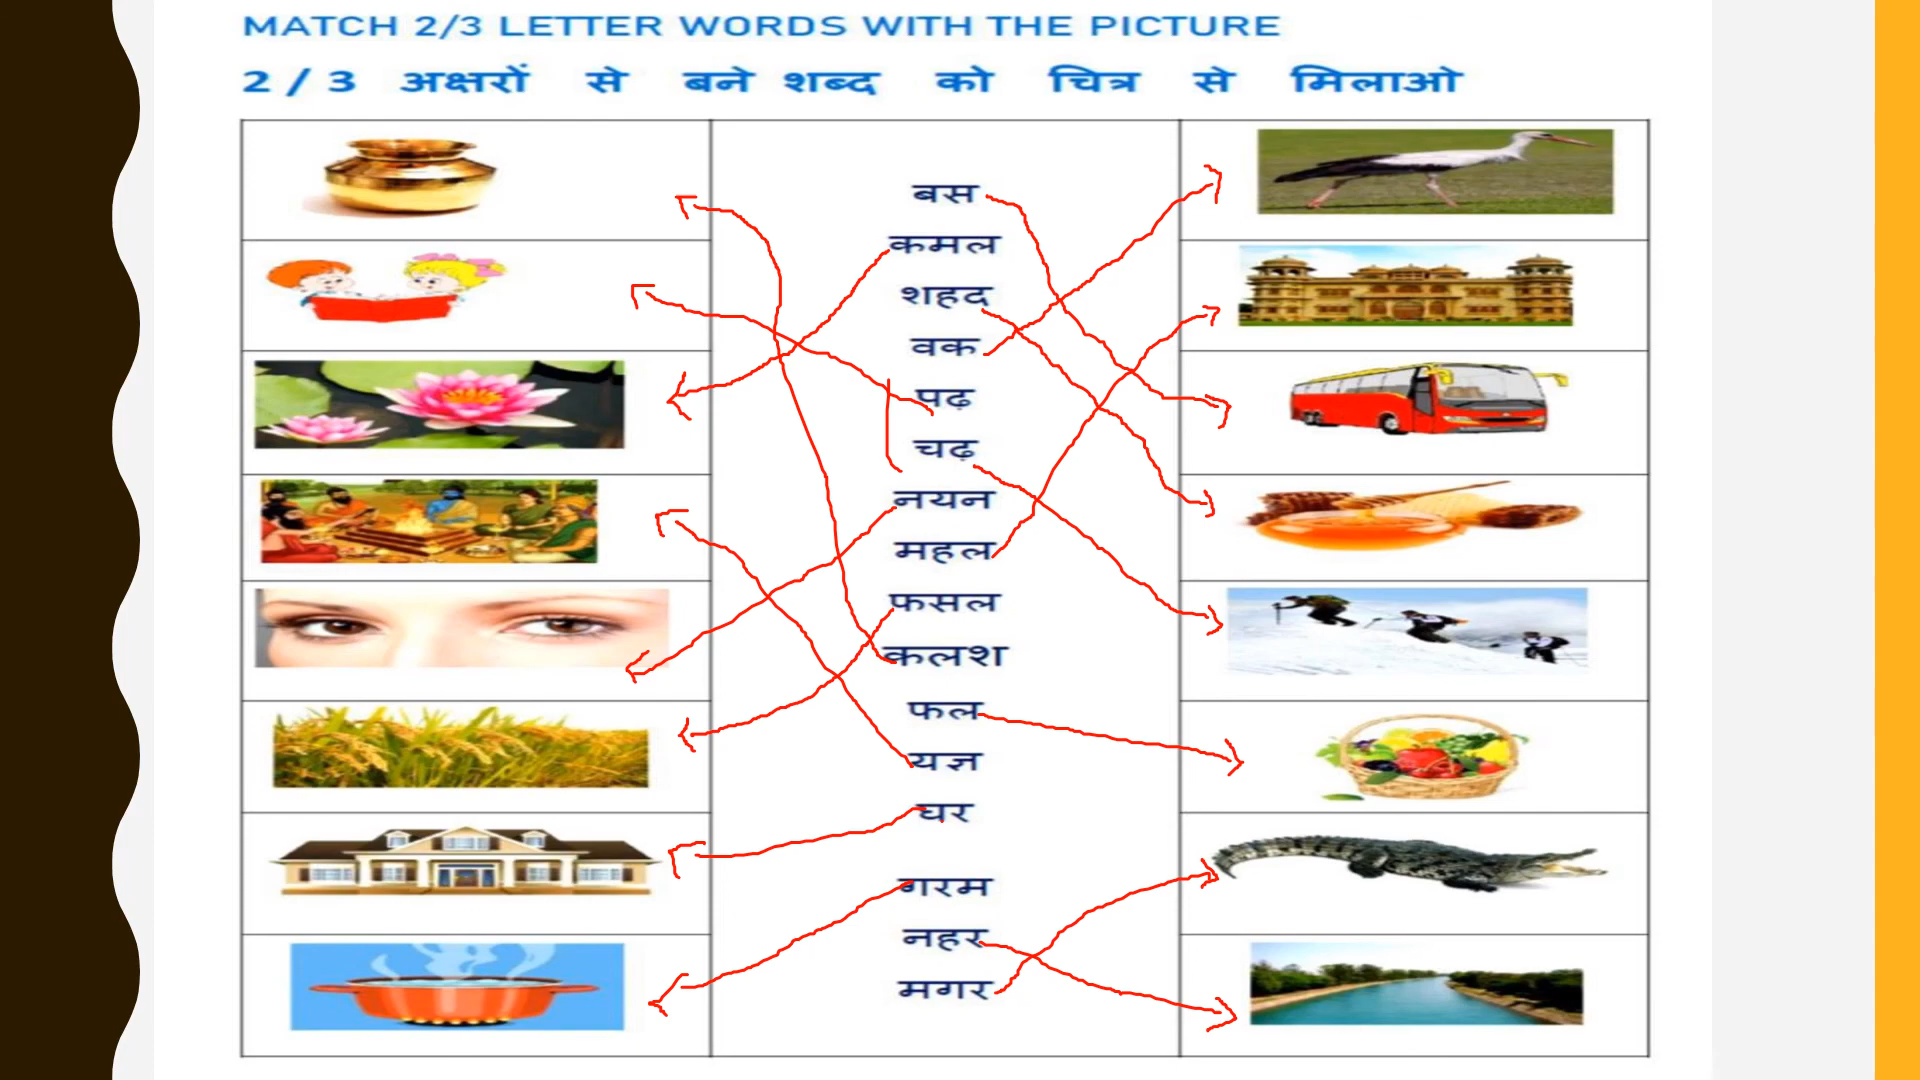 MATCH 2/3 LETTER WORDS WITH THE PICTURE
2 / 3 अक्षरों से बने शब्द को चित्र से मिलाओ
बस
कमल
शहद
वक
पढ़
चढ़
नयन
महल
फसल
कलश
फल
यज्ञ
घर
गरम
नहर
मगर